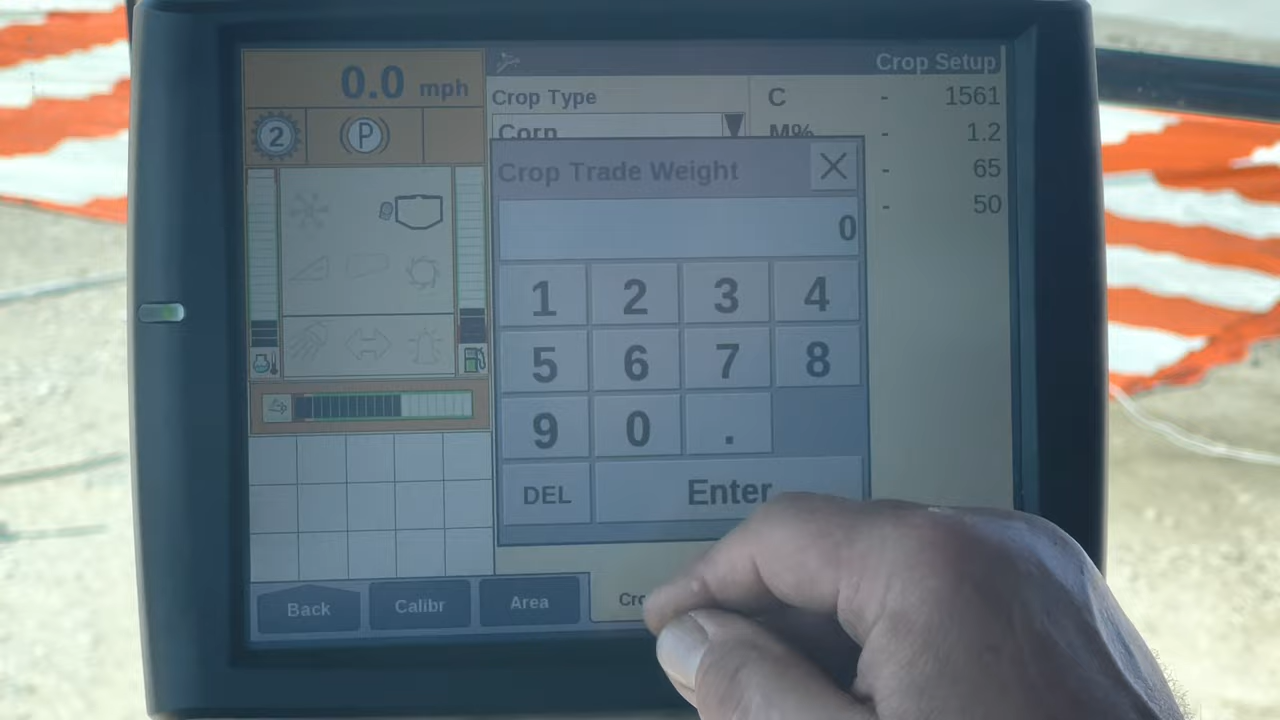 0.0 mph
2
P
Crop Setup
Crop Type
Corn
C - 1561
M% - 1.2
- 65
- 50
Crop Trade Weight
0
1 2 3 4
5 6 7 8
9 0 .
DEL Enter
Back Calibr Area